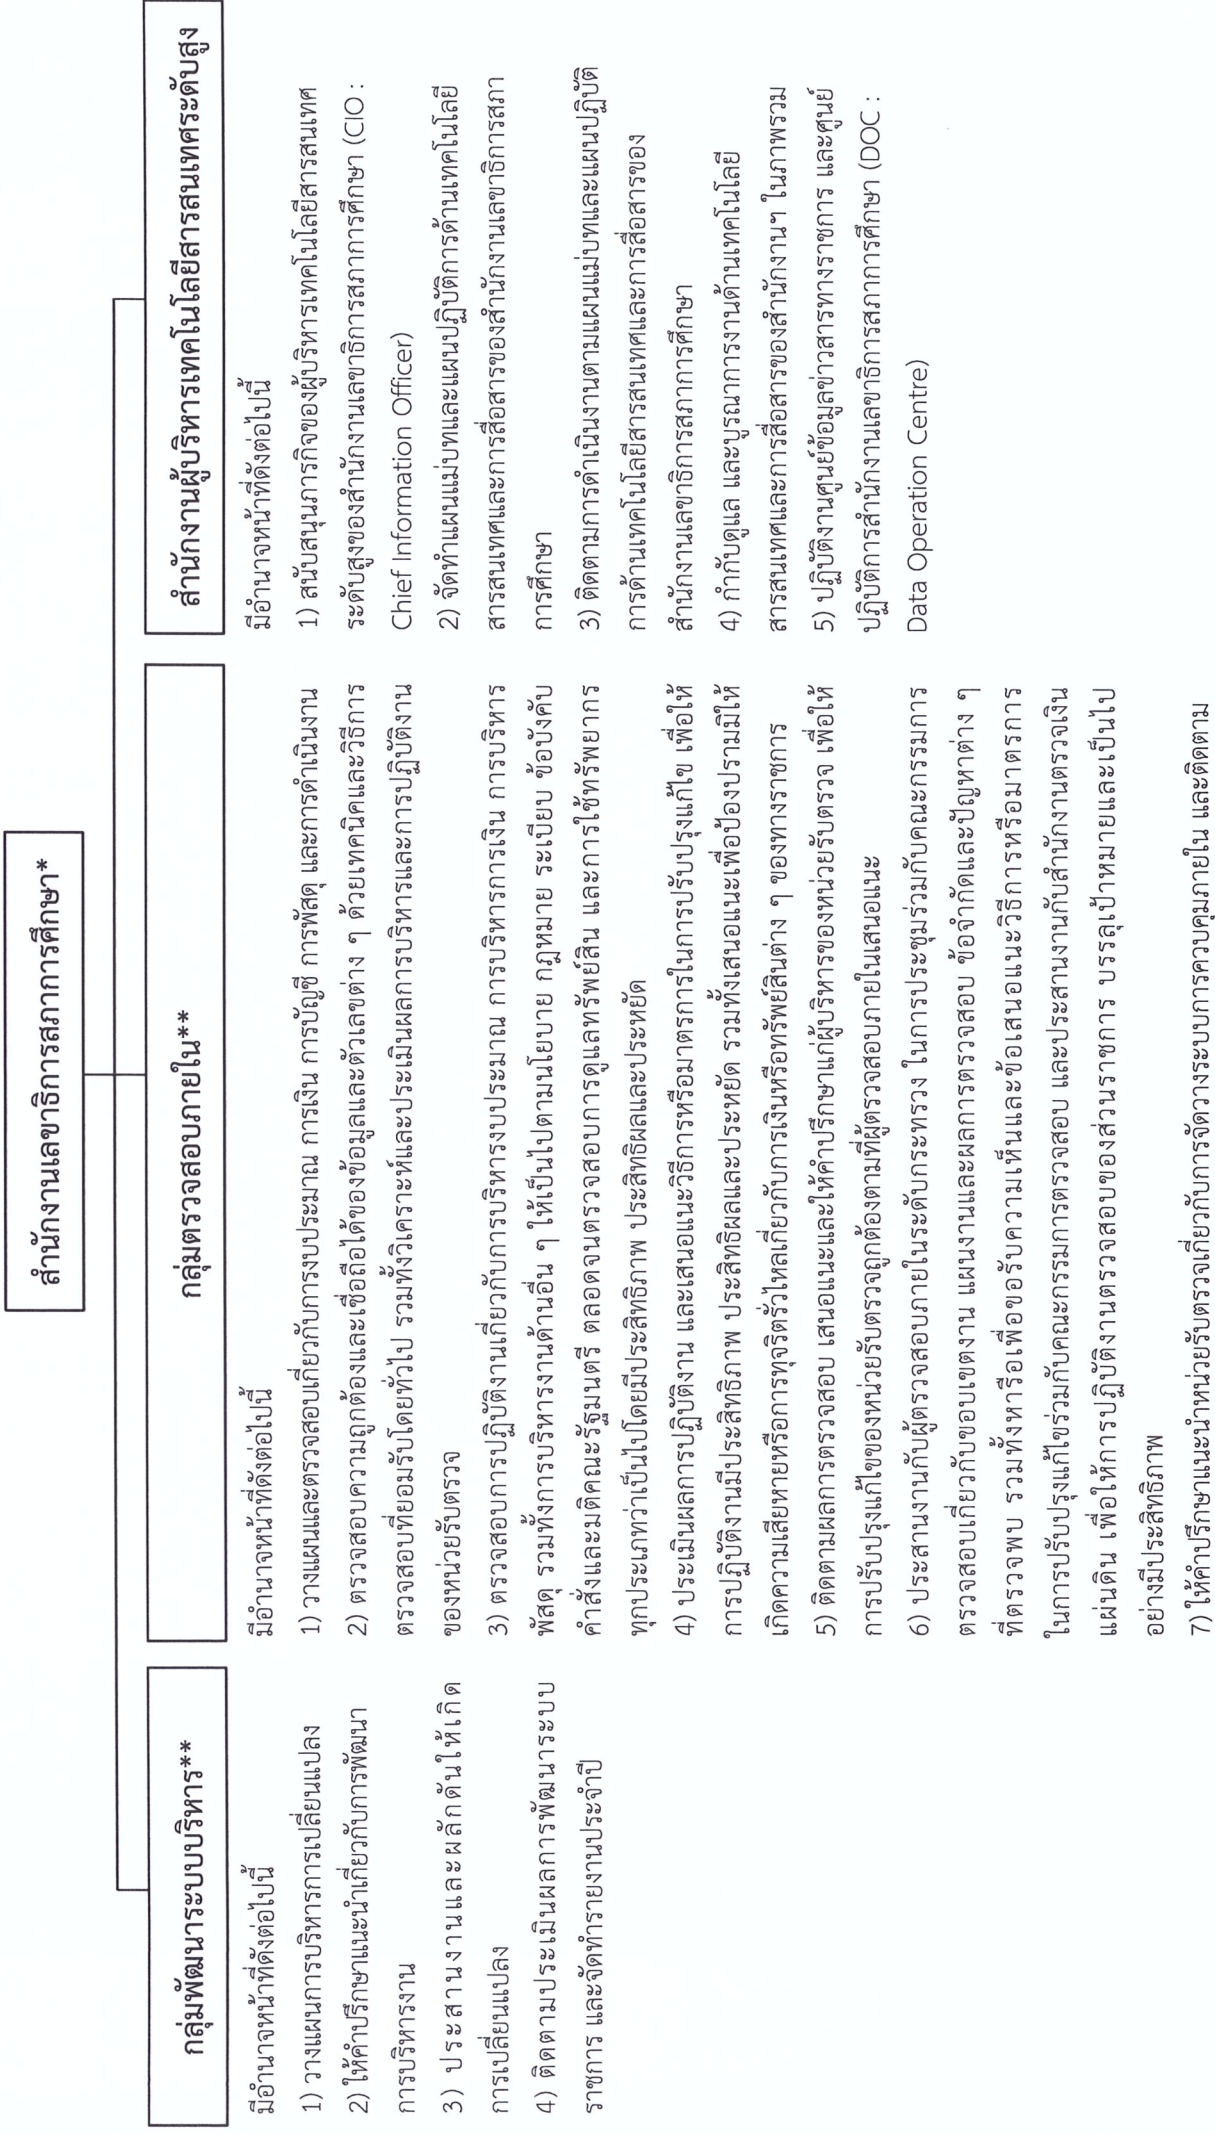 สำนักงานเลขาธิการสภาการศึกษา*
กลุ่มพัฒนาระบบบริหาร**
มีอำนาจหน้าที่ดังต่อไปนี้
1) วางแผนการบริหารการเปลี่ยนแปลง
2) ให้คำปรึกษาแนะนำเกี่ยวกับการพัฒนา
การบริหารงาน
3) ประสานงานและผลักดันให้เกิด
การเปลี่ยนแปลง
4) ติดตามประเมินผลการพัฒนาระบบ
ราชการ และจัดทำรายงานประจำปี
กลุ่มตรวจสอบภายใน**
มีอำนาจหน้าที่ดังต่อไปนี้
1) วางแผนและตรวจสอบเกี่ยวกับการงบประมาณ การเงิน การบัญชี การพัสดุ และการดำเนินงาน
2) ตรวจสอบความถูกต้องและเชื่อถือได้ของข้อมูลและตัวเลขต่าง ๆ ด้วยเทคนิคและวิธีการ
ตรวจสอบที่ยอมรับโดยทั่วไป รวมทั้งวิเคราะห์และประเมินผลการบริหารและการปฏิบัติงาน
ของหน่วยรับตรวจ
3) ตรวจสอบการปฏิบัติงานเกี่ยวกับการบริหารงบประมาณ การบริหารการเงิน การบริหาร
พัสดุ รวมทั้งการบริหารงานด้านอื่น ๆ ให้เป็นไปตามนโยบาย กฎหมาย ระเบียบ ข้อบังคับ
คำสั่งและมติคณะรัฐมนตรี ตลอดจนตรวจสอบการดูแลทรัพย์สิน และการใช้ทรัพยากร
ทุกประเภทว่าเป็นไปโดยมีประสิทธิภาพ ประสิทธิผลและประหยัด
4) ประเมินผลการปฏิบัติงาน และเสนอแนะวิธีการหรือมาตรการในการปรับปรุงแก้ไข เพื่อให้
การปฏิบัติงานมีประสิทธิภาพ ประสิทธิผลและประหยัด รวมทั้งเสนอแนะเพื่อป้องปรามมิให้
เกิดความเสียหายหรือการทุจริตรั่วไหลเกี่ยวกับการเงินหรือทรัพย์สินต่าง ๆ ของทางราชการ
5) ติดตามผลการตรวจสอบ เสนอแนะและให้คำปรึกษาแก่ผู้บริหารของหน่วยรับตรวจ เพื่อให้
การปรับปรุงแก้ไขของหน่วยรับตรวจถูกต้องตามที่ผู้ตรวจสอบภายในเสนอแนะ
6) ประสานงานกับผู้ตรวจสอบภายในระดับกระทรวง ในการประชุมร่วมกับคณะกรรมการ
ตรวจสอบเกี่ยวกับขอบเขตงาน แผนงานและผลการตรวจสอบ ข้อจำกัดและปัญหาต่าง ๆ
ที่ตรวจพบ รวมทั้งหารือเพื่อขอรับความเห็นและข้อเสนอแนะวิธีการหรือมาตรการ
ในการปรับปรุงแก้ไขร่วมกับคณะกรรมการตรวจสอบ และประสานงานกับสำนักงานตรวจเงิน
แผ่นดิน เพื่อให้การปฏิบัติงานตรวจสอบของส่วนราชการ บรรลุเป้าหมายและเป็นไป
อย่างมีประสิทธิภาพ
7) ให้คำปรึกษาแนะนำหน่วยรับตรวจเกี่ยวกับการจัดวางระบบการควบคุมภายใน และติดตาม
สำนักงานผู้บริหารเทคโนโลยีสารสนเทศระดับสูง
มีอำนาจหน้าที่ดังต่อไปนี้
1) สนับสนุนภารกิจของผู้บริหารเทคโนโลยีสารสนเทศ
ระดับสูงของสำนักงานเลขาธิการสภาการศึกษา (CIO :
Chief Information Officer)
2) จัดทำแผนแม่บทและแผนปฏิบัติการด้านเทคโนโลยี
สารสนเทศและการสื่อสารของสำนักงานเลขาธิการสภา
การศึกษา
3) ติดตามการดำเนินงานตามแผนแม่บทและแผนปฏิบัติ
การด้านเทคโนโลยีสารสนเทศและการสื่อสารของ
สำนักงานเลขาธิการสภาการศึกษา
4) กำกับดูแล และบูรณาการงานด้านเทคโนโลยี
สารสนเทศและการสื่อสารของสำนักงานฯ ในภาพรวม
5) ปฏิบัติงานศูนย์ข้อมูลข่าวสารทางราชการ และศูนย์
ปฏิบัติการสำนักงานเลขาธิการสภาการศึกษา (DOC :
Data Operation Centre)